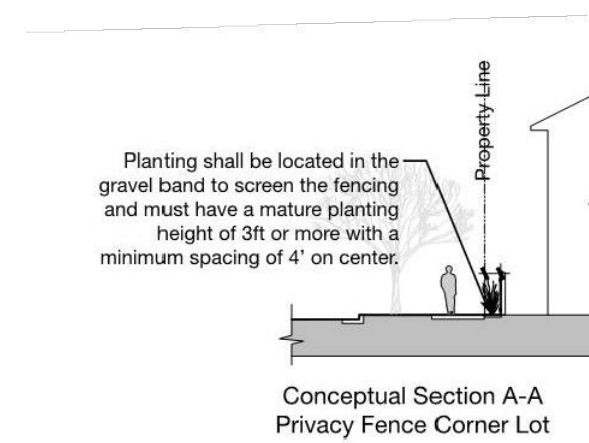 Property Line
Planting shall be located in the
gravel band to screen the fencing
and must have a mature planting
height of 3ft or more with a
minimum spacing of 4’ on center.
Conceptual Section A-A
Privacy Fence Corner Lot